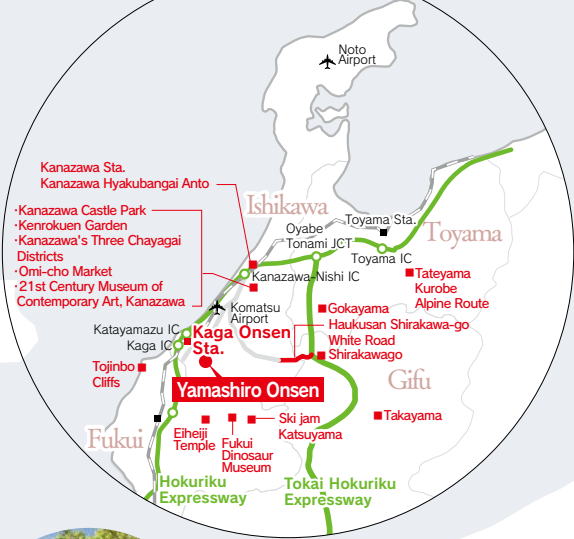 Noto
Airport
Kanazawa Sta.
Kanazawa Hyakubangai Anto
Ishikawa
·Kanazawa Castle Park
·Kenrokuen Garden
·Kanazawa's Three Chayagai
Districts
·Omi-cho Market
·21st Century Museum of
Contemporary Art, Kanazawa
Toyama Sta.
Toyama
Oyabe
Tonami JCT
Toyama IC
Kanazawa-Nishi IC
Tateyama
Kurobe
Alpine Route
Komatsu
Airport
Gokayama
Haukusan Shirakawa-go
White Road
Shirakawago
Katayamazu IC
Kaga IC
Kaga Onsen
Sta.
Tojinbo
Cliffs
Yamashiro Onsen
Gifu
Takayama
Fukui
Eiheiji
Temple
Fukui
Dinosaur
Museum
Ski jam
Katsuyama
Hokuriku
Expressway
Tokai Hokuriku
Expressway